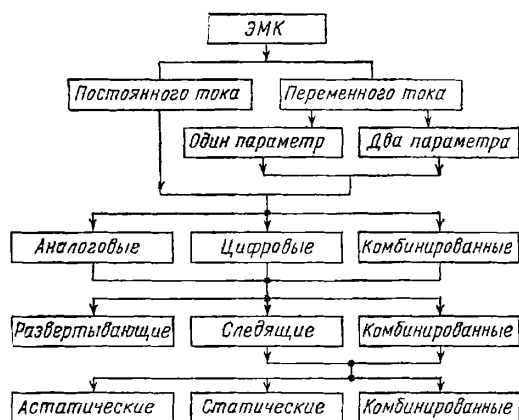 ЭМК
Постоянного тока
Переменного тока
Один параметр
Два параметра
Аналоговые
Цифровые
Комбинированные
Развертывающие
Следящие
Комбинированные
Астатические
Статические
Комбинированные